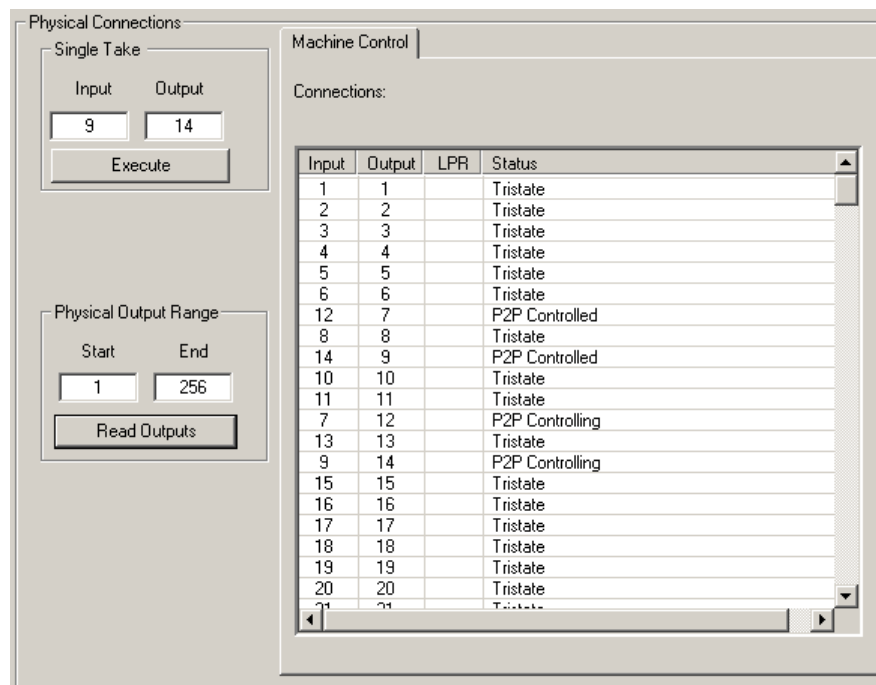 Physical Connections
Single Take
Input Output
9 14
Execute
Physical Output Range
Start End
1 256
Read Outputs
Machine Control
Connections:
Input Output LPR Status
1 1 Tristate
2 2 Tristate
3 3 Tristate
4 4 Tristate
5 5 Tristate
6 6 Tristate
12 7 P2P Controlled
8 8 Tristate
14 9 P2P Controlled
10 10 Tristate
11 11 Tristate
7 12 P2P Controlling
13 13 Tristate
9 14 P2P Controlling
15 15 Tristate
16 16 Tristate
17 17 Tristate
18 18 Tristate
19 19 Tristate
20 20 Tristate
21 21 Tristate